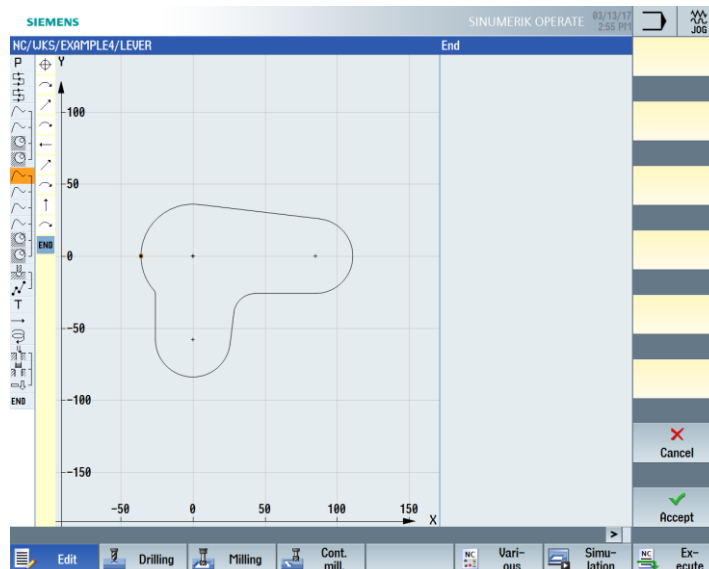 SIEMENS
SINUMERIK OPERATE
03/13/17
2:55 PM
JOG
NC/WKS/EXAMPLE4/LEVER
End
P
Y
100
50
END
0
-50
T
-100
END
-150
-50 0 50 100 150
X
Cancel
Accept
>
Edit
Drilling
Milling
Cont.
mill.
NC
Vari-
ous
Simu-
lation
NC
Ex-
ecute